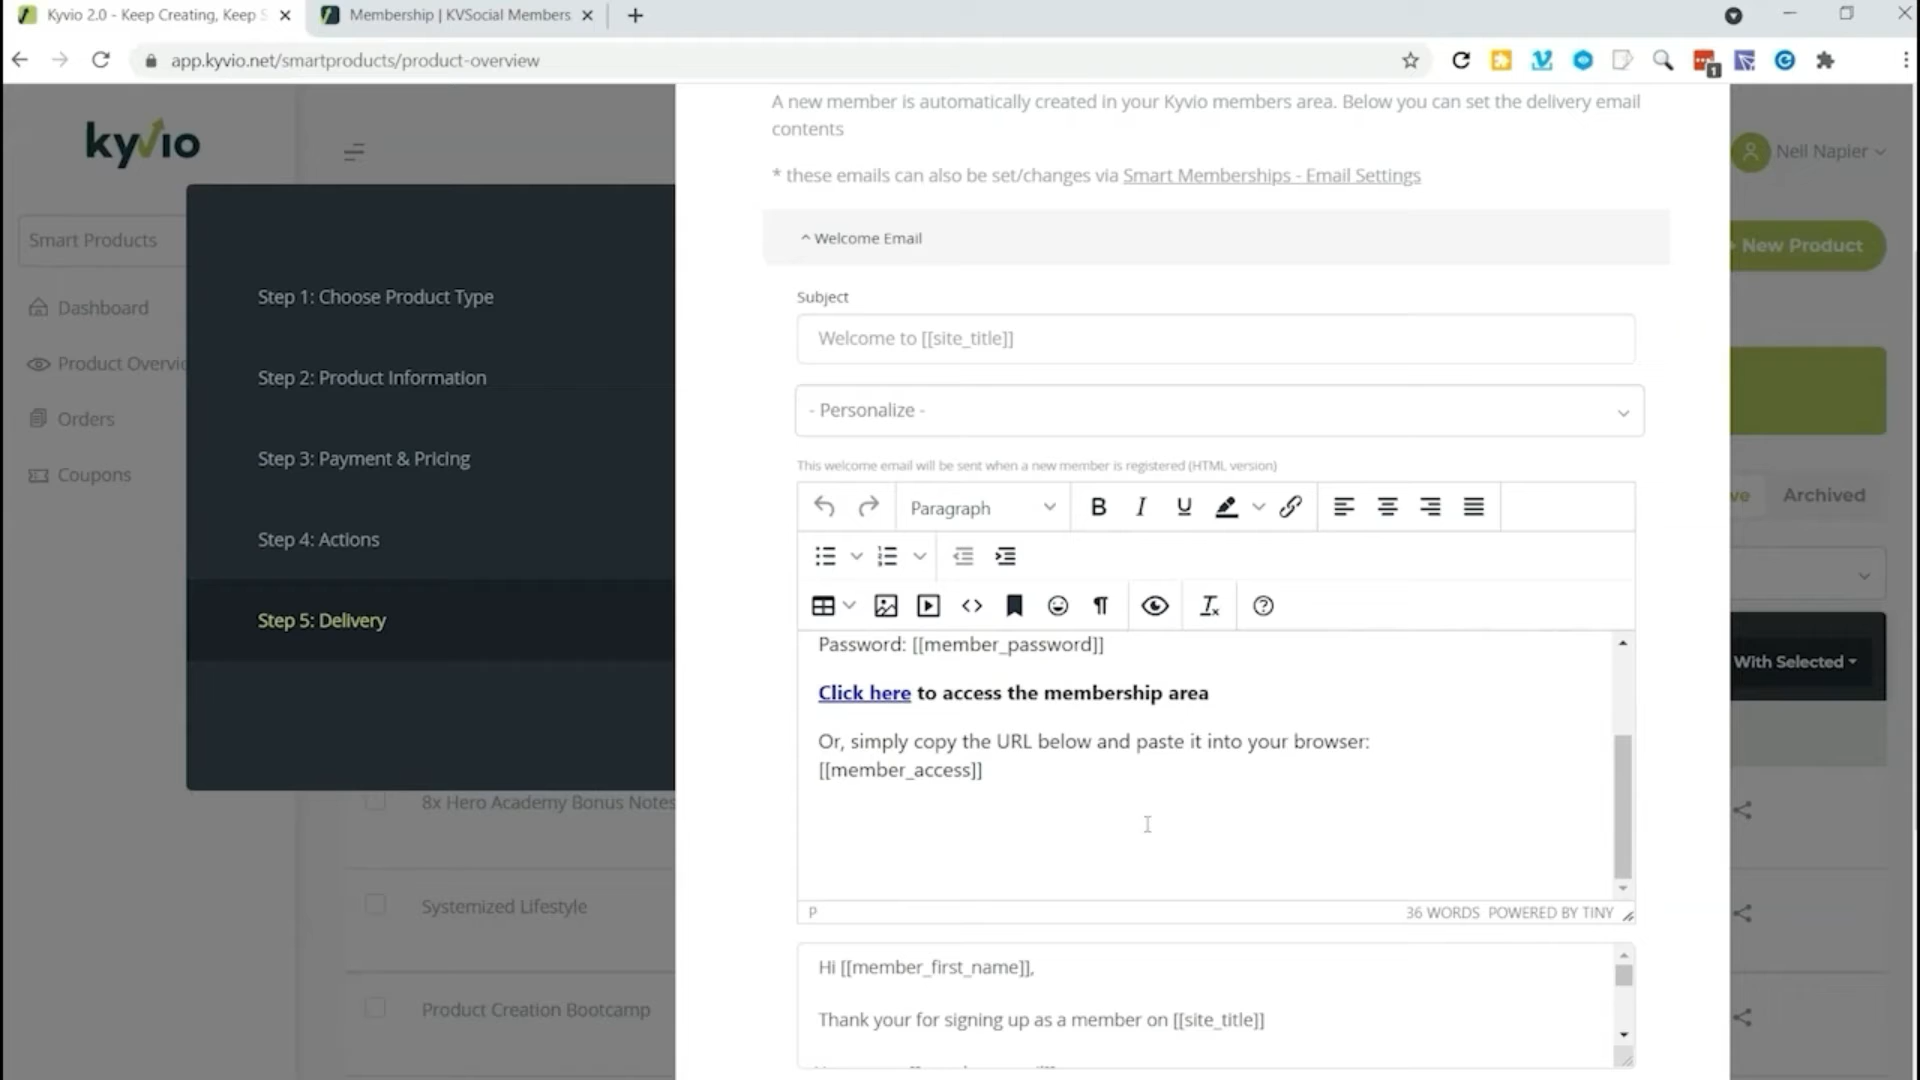 Kyvio 2.0 - Keep Creating, Keep S
Membership | KVSocial Members
app.kyvio.net/smartproducts/product-overview
1
kyvio
Neil Napier
Smart Products
New Product
Dashboard
Product Overvie
Orders
Coupons
Step 1: Choose Product Type
Step 2: Product Information
Step 3: Payment & Pricing
Step 4: Actions
Step 5: Delivery
A new member is automatically created in your Kyvio members area. Below you can set the delivery email
contents
* these emails can also be set/changes via Smart Memberships - Email Settings
Welcome Email
Subject
Welcome to [[site_title]]
- Personalize -
This welcome email will be sent when a new member is registered (HTML version)
Paragraph
B I U
Password: [[member_password]]
Click here to access the membership area
Or, simply copy the URL below and paste it into your browser:
[[member_access]]
P
36 WORDS POWERED BY TINY
Hi [[member_first_name]],
Thank your for signing up as a member on [[site_title]]
ve
Archived
With Selected
8x Hero Academy Bonus Notes
Systemized Lifestyle
Product Creation Bootcamp